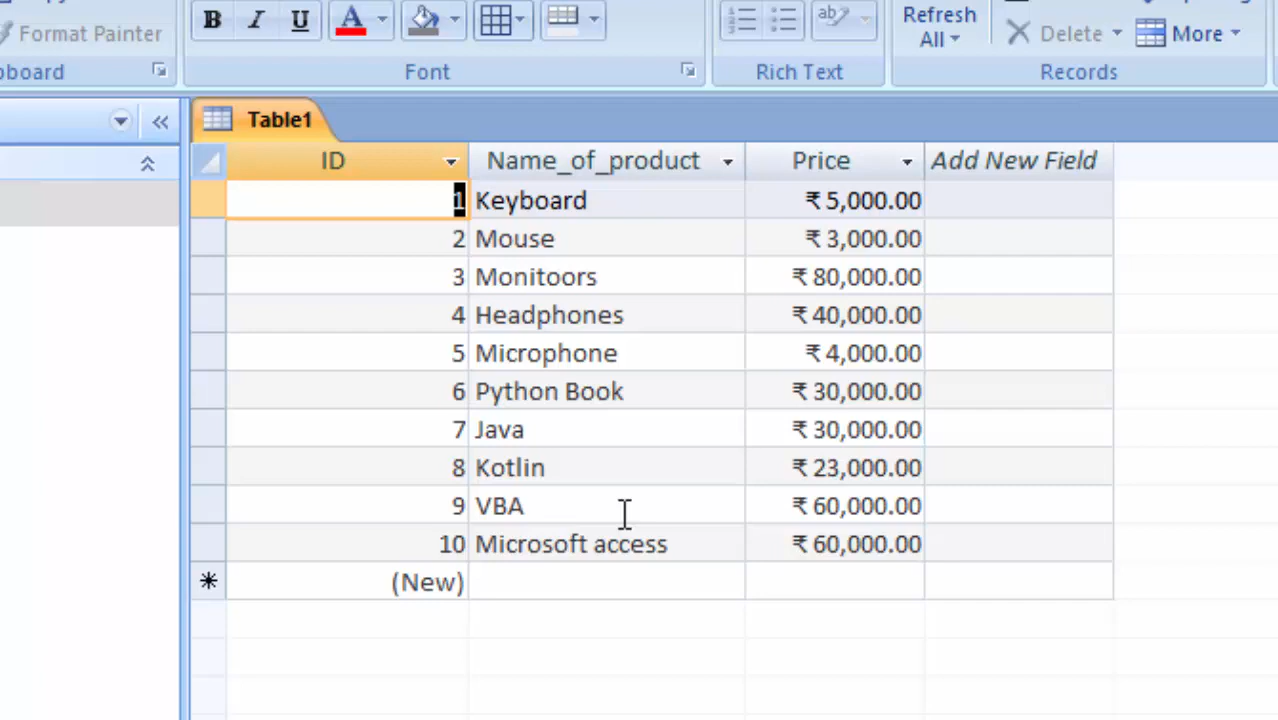 B I U A ab
Format Painter Refresh All Delete More
board Font Rich Text Records
Table1
ID Name_of_product Price Add New Field
1 Keyboard ₹ 5,000.00
2 Mouse ₹ 3,000.00
3 Monitoors ₹ 80,000.00
4 Headphones ₹ 40,000.00
5 Microphone ₹ 4,000.00
6 Python Book ₹ 30,000.00
7 Java ₹ 30,000.00
8 Kotlin ₹ 23,000.00
9 VBA ₹ 60,000.00
10 Microsoft access ₹ 60,000.00
(New)